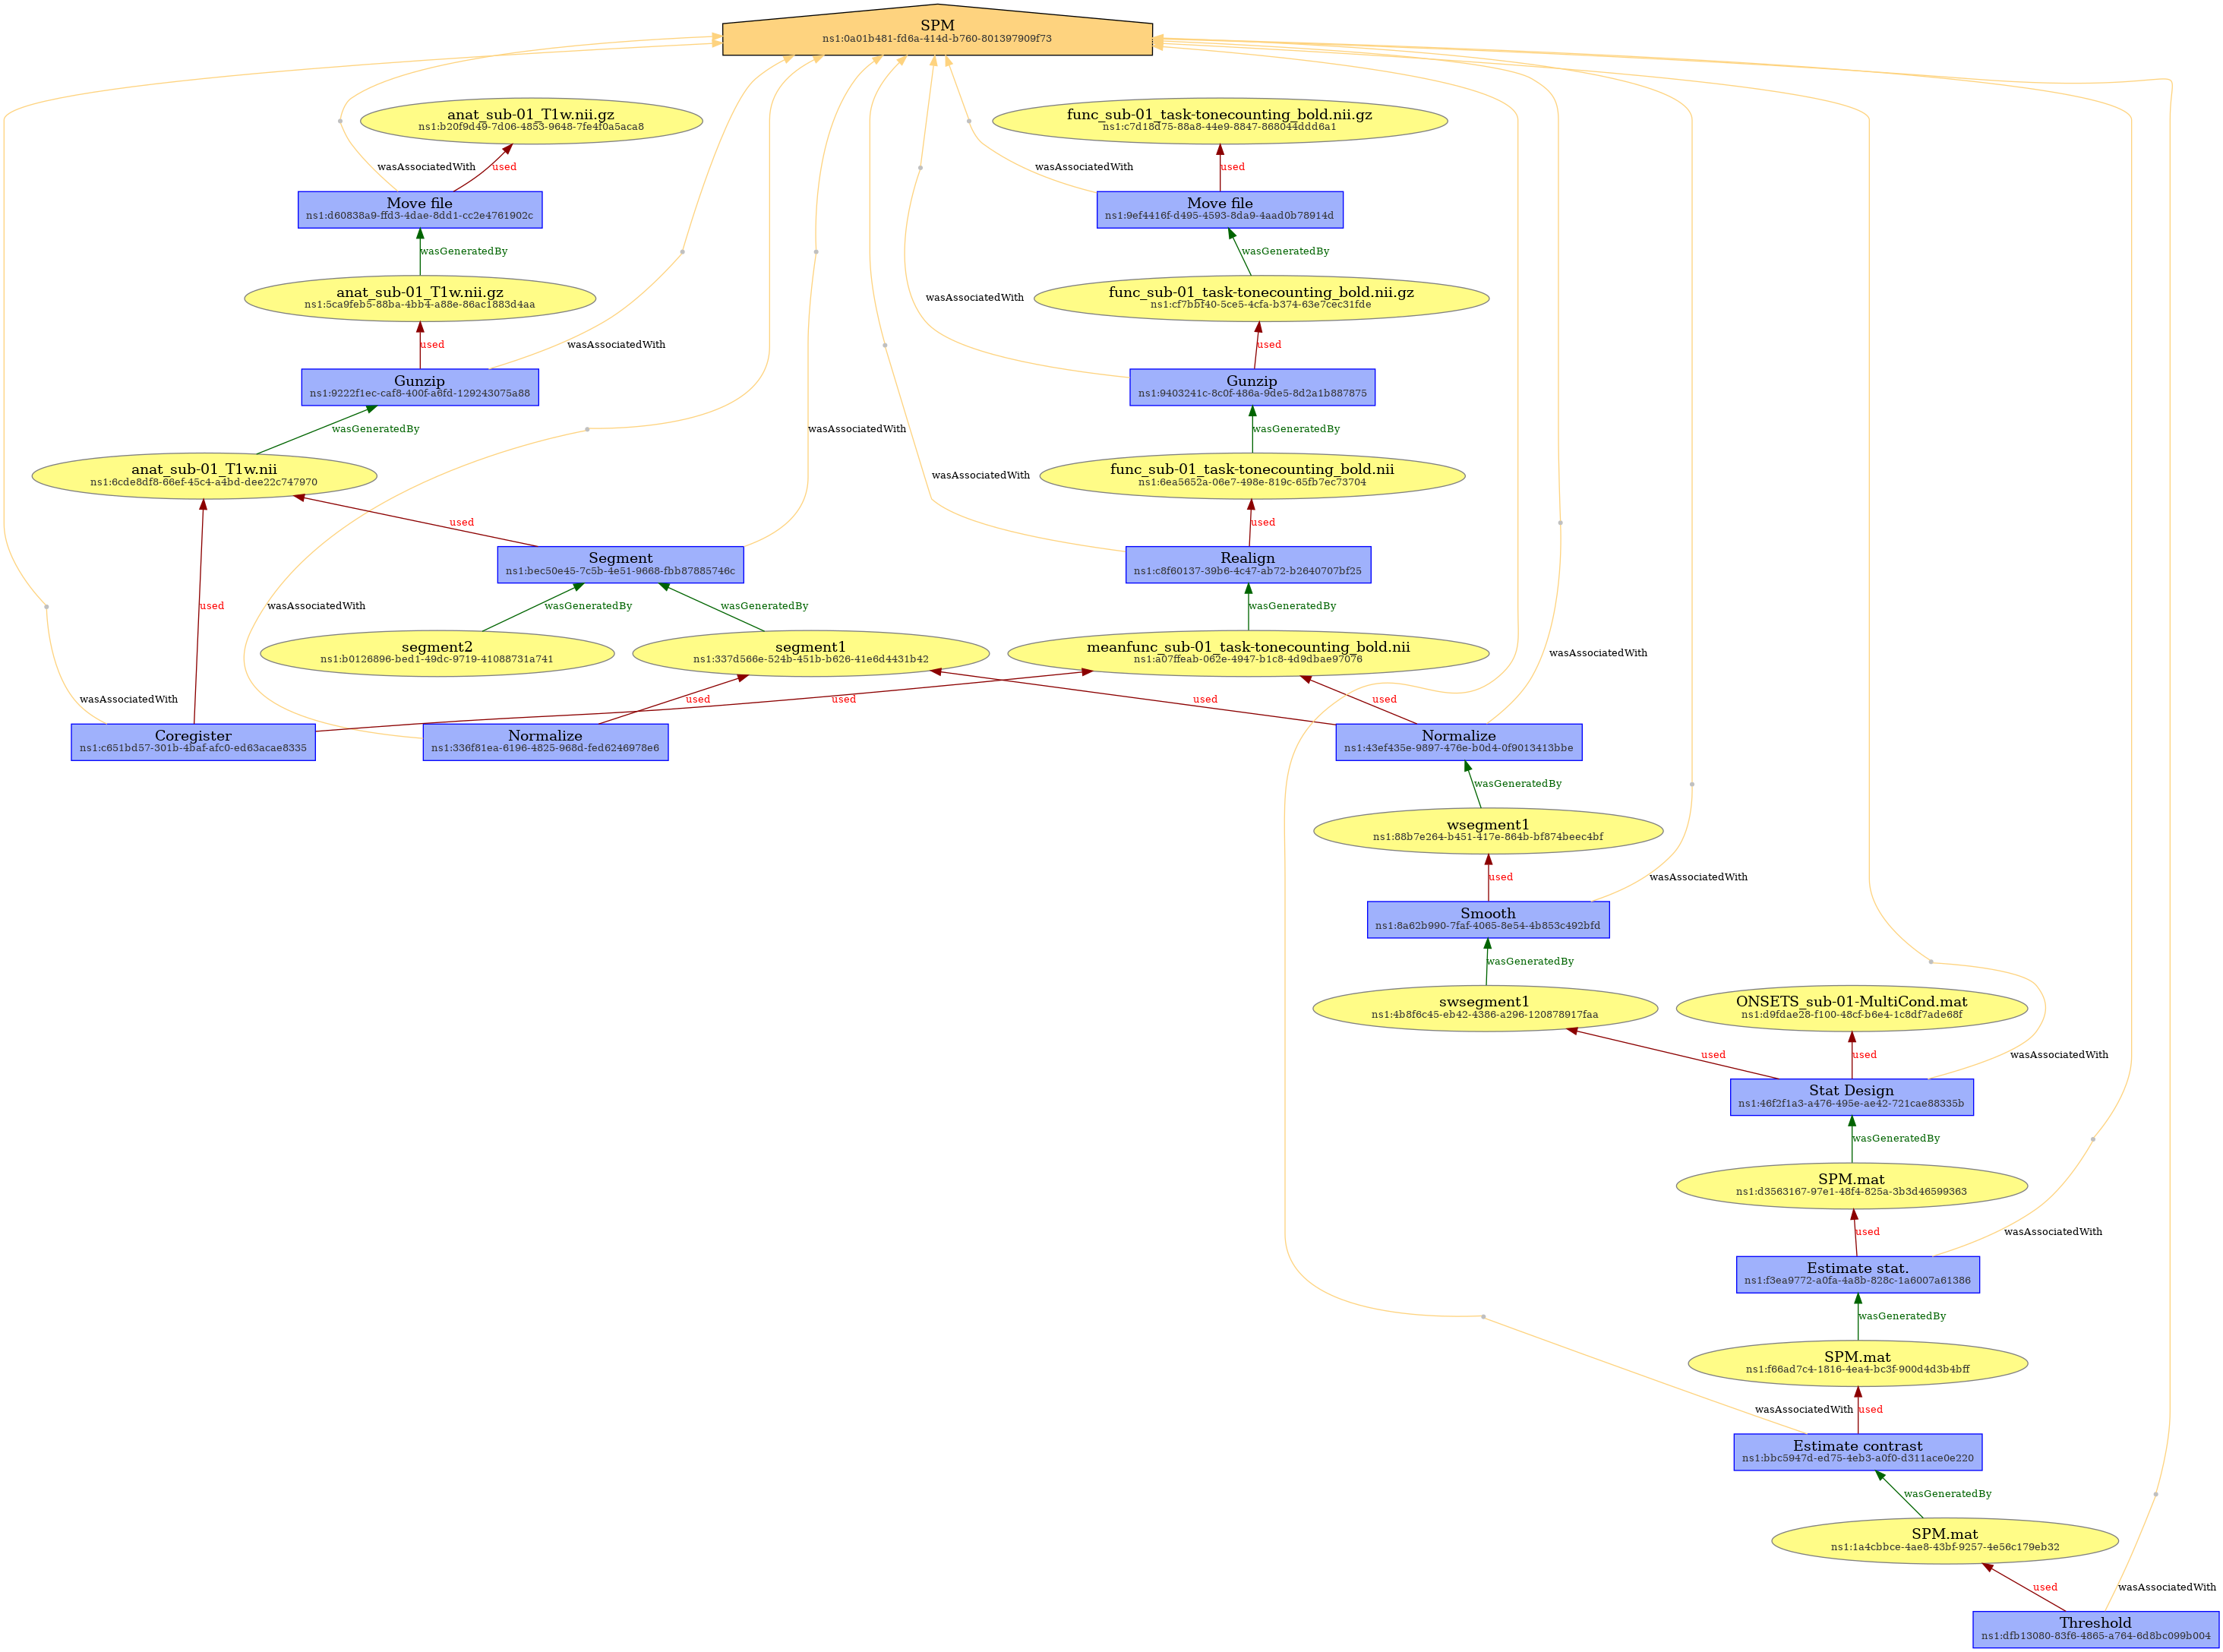 SPM
ns1:0a01b481-fd6a-414d-b760-801397909f73
anat_sub-01_T1w.nii.gz
ns1:b20f9d49-7d06-4853-9648-7fe4f0a5aca8
func_sub-01_task-tonecounting_bold.nii.gz
ns1:c7d18d75-88a8-44e9-8847-868044ddd6a1
wasAssociatedWith
used
wasAssociatedWith
used
Move file
ns1:d60838a9-ffd3-4dae-8dd1-cc2e4761902c
Move file
ns1:9ef4416f-d495-4593-8da9-4aad0b78914d
wasGeneratedBy
wasGeneratedBy
anat_sub-01_T1w.nii.gz
ns1:5ca9feb5-88ba-4bb4-a88e-86ac1883d4aa
wasAssociatedWith
func_sub-01_task-tonecounting_bold.nii.gz
ns1:cf7bbf40-5ce5-4cfa-b374-63e7cec31fde
used
wasAssociatedWith
used
Gunzip
ns1:9222f1ec-caf8-400f-a6fd-129243075a88
Gunzip
ns1:9403241c-8c0f-486a-9de5-8d2a1b887875
wasGeneratedBy
wasAssociatedWith
wasGeneratedBy
anat_sub-01_T1w.nii
ns1:6cde8df8-66ef-45c4-a4bd-dee22c747970
wasAssociatedWith
func_sub-01_task-tonecounting_bold.nii
ns1:6ea5652a-06e7-498e-819c-65fb7ec73704
used
used
Segment
ns1:bec50e45-7c5b-4e51-9668-fbb87885746c
Realign
ns1:c8f60137-39b6-4c47-ab72-b2640707bf25
used
wasAssociatedWith
wasGeneratedBy
wasGeneratedBy
wasGeneratedBy
segment2
ns1:b0126896-bed1-49dc-9719-41088731a741
segment1
ns1:337d566e-524b-451b-b626-41e6d4431b42
meanfunc_sub-01_task-tonecounting_bold.nii
ns1:a07ffeab-062e-4947-b1c8-4d9dbae97076
wasAssociatedWith
wasAssociatedWith
used
used
used
used
Coregister
ns1:c651bd57-301b-4baf-afc0-ed63acae8335
Normalize
ns1:336f81ea-6196-4825-968d-fed6246978e6
Normalize
ns1:43ef435e-9897-476e-b0d4-0f9013413bbe
wasGeneratedBy
wsegment1
ns1:88b7e264-b451-417e-864b-bf874beec4bf
used
wasAssociatedWith
Smooth
ns1:8a62b990-7faf-4065-8e54-4b853c492bfd
wasGeneratedBy
swsegment1
ns1:4b8f6c45-eb42-4386-a296-120878917faa
ONSETS_sub-01-MultiCond.mat
ns1:d9fdae28-f100-48cf-b6e4-1c8df7ade68f
used
used
wasAssociatedWith
Stat Design
ns1:46f2f1a3-a476-495e-ae42-721cae88335b
wasGeneratedBy
SPM.mat
ns1:d3563167-97e1-48f4-825a-3b3d46599363
used
wasAssociatedWith
Estimate stat.
ns1:f3ea9772-a0fa-4a8b-828c-1a6007a61386
wasGeneratedBy
SPM.mat
ns1:f66ad7c4-1816-4ea4-bc3f-900d4d3b4bff
wasAssociatedWith
used
Estimate contrast
ns1:bbc5947d-ed75-4eb3-a0f0-d311ace0e220
wasGeneratedBy
SPM.mat
ns1:1a4cbbce-4ae8-43bf-9257-4e56c179eb32
used
wasAssociatedWith
Threshold
ns1:dfb13080-83f6-4865-a764-6d8bc099b004